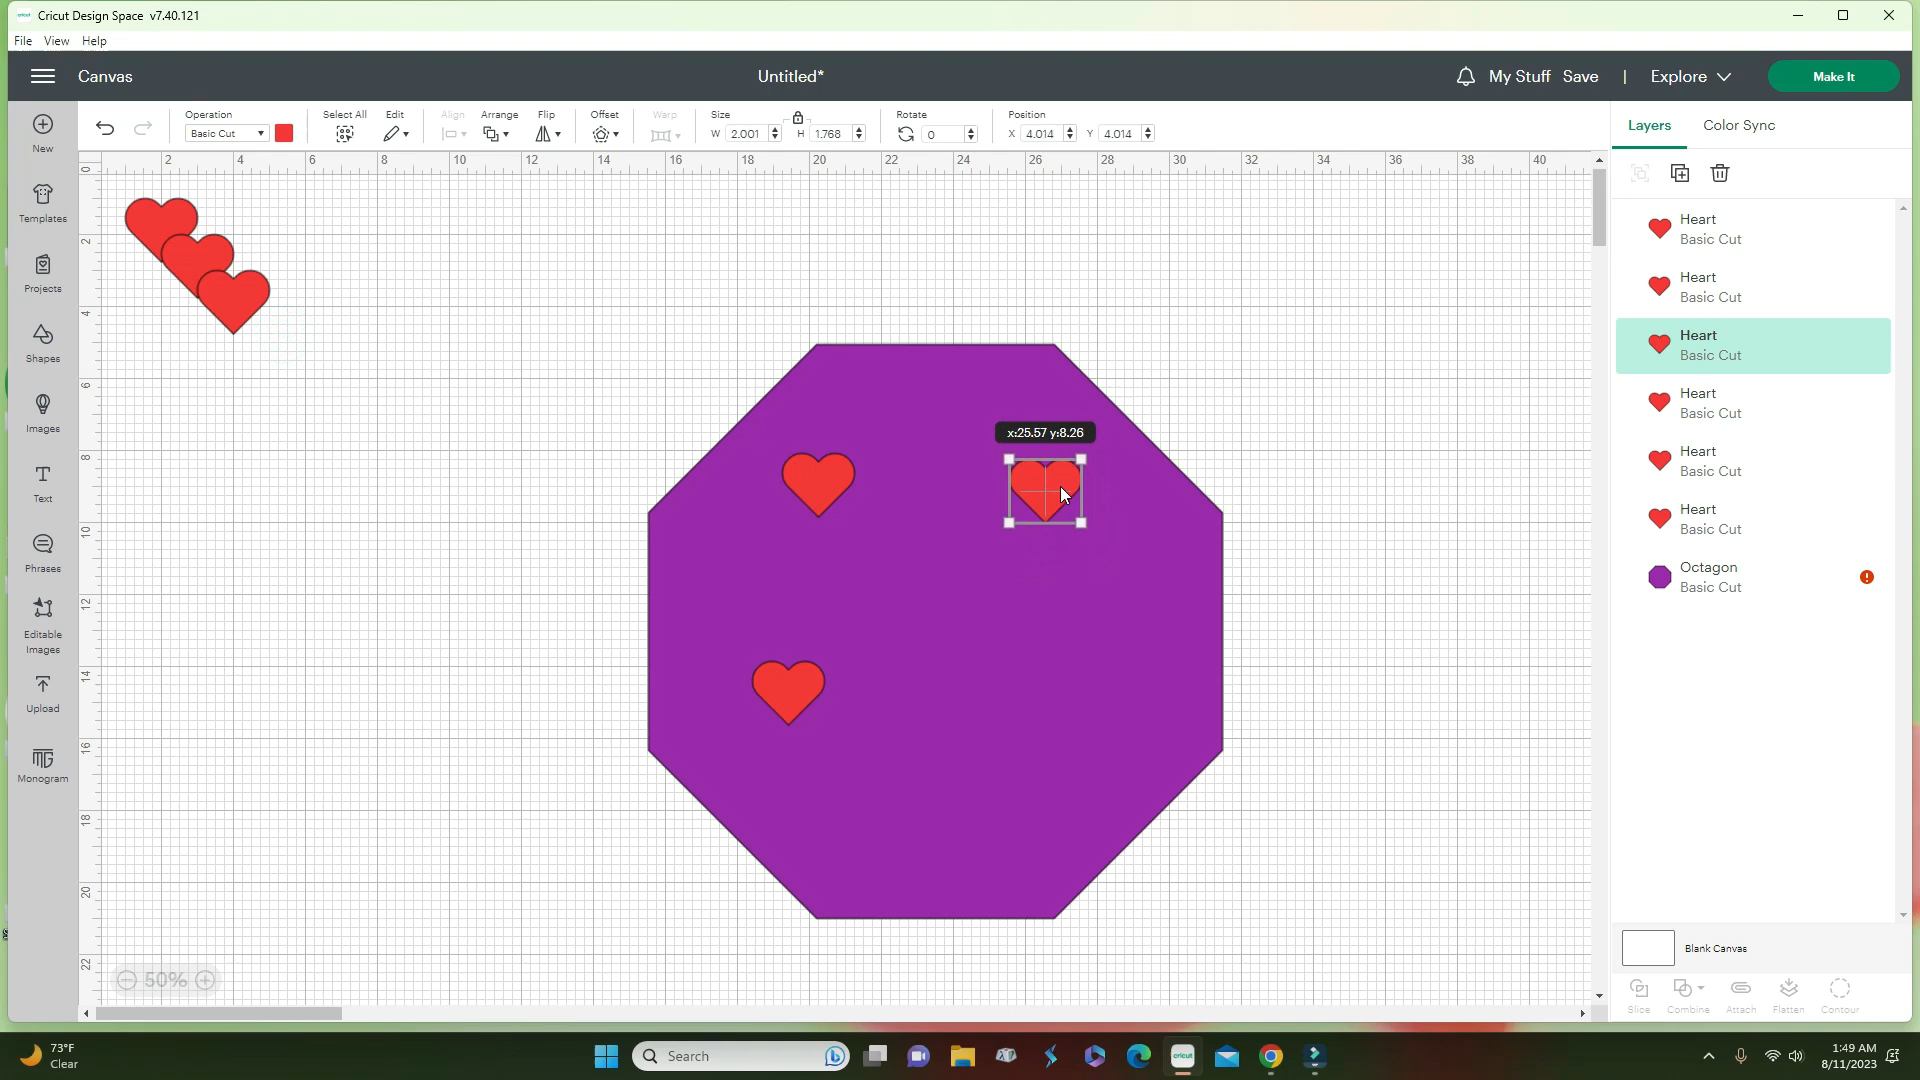 cricut Cricut Design Space v7.40.121
File View Help
Canvas Untitled* My Stuff Save | Explore Make It
Operation Select All Edit Align Arrange Flip Offset Warp Size Rotate Position
Basic Cut W 2.001 H 1.768 0 X 4.014 Y 4.014
Layers Color Sync
0 2 4 6 8 10 12 14 16 18 20 22 24 26 28 30 32 34 36 38 40
0
2
4
6
8
10
12
14
16
18
20
22
New
Templates
Projects
Shapes
Images
Text
Phrases
Editable
Images
Upload
Monogram
x:25.57 y:8.26
50%
Heart
Basic Cut
Heart
Basic Cut
Heart
Basic Cut
Heart
Basic Cut
Heart
Basic Cut
Heart
Basic Cut
Octagon
Basic Cut
Blank Canvas
Slice Combine Attach Flatten Contour
73°F
Clear
Search
cricut
1:49 AM
8/11/2023